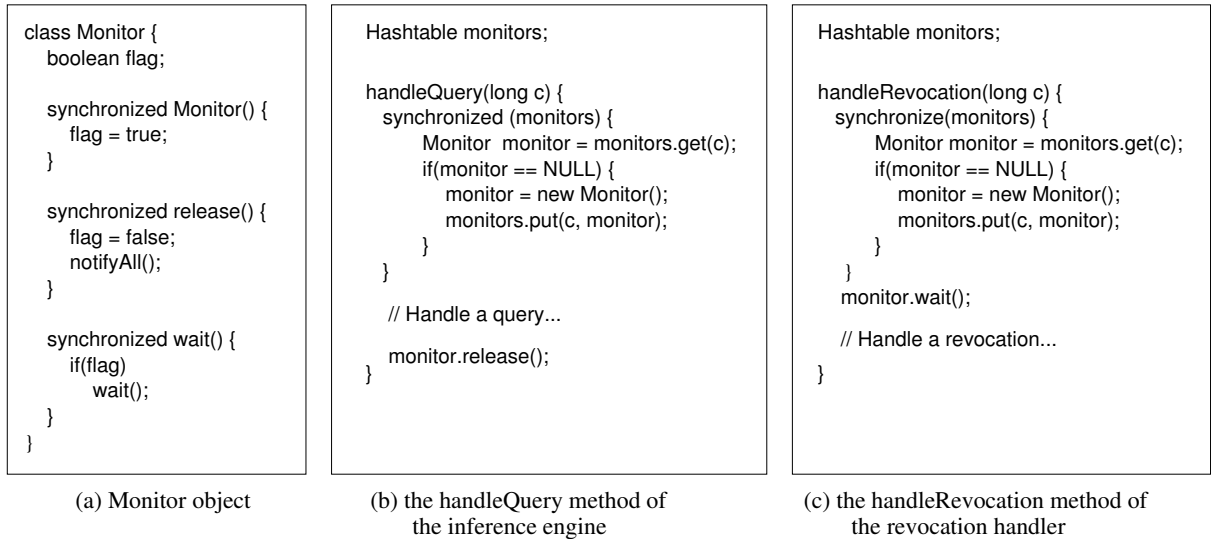 class Monitor {
boolean flag;
synchronized Monitor() {
flag = true;
}
synchronized release() {
flag = false;
notifyAll();
}
synchronized wait() {
if(flag)
wait();
}
}
(a) Monitor object
Hashtable monitors;
handleQuery(long c) {
synchronized (monitors) {
Monitor monitor = monitors.get(c);
if(monitor == NULL) {
monitor = new Monitor();
monitors.put(c, monitor);
}
}
// Handle a query...
monitor.release();
}
(b) the handleQuery method of
the inference engine
Hashtable monitors;
handleRevocation(long c) {
synchronize(monitors) {
Monitor monitor = monitors.get(c);
if(monitor == NULL) {
monitor = new Monitor();
monitors.put(c, monitor);
}
}
monitor.wait();
// Handle a revocation...
}
(c) the handleRevocation method of
the revocation handler